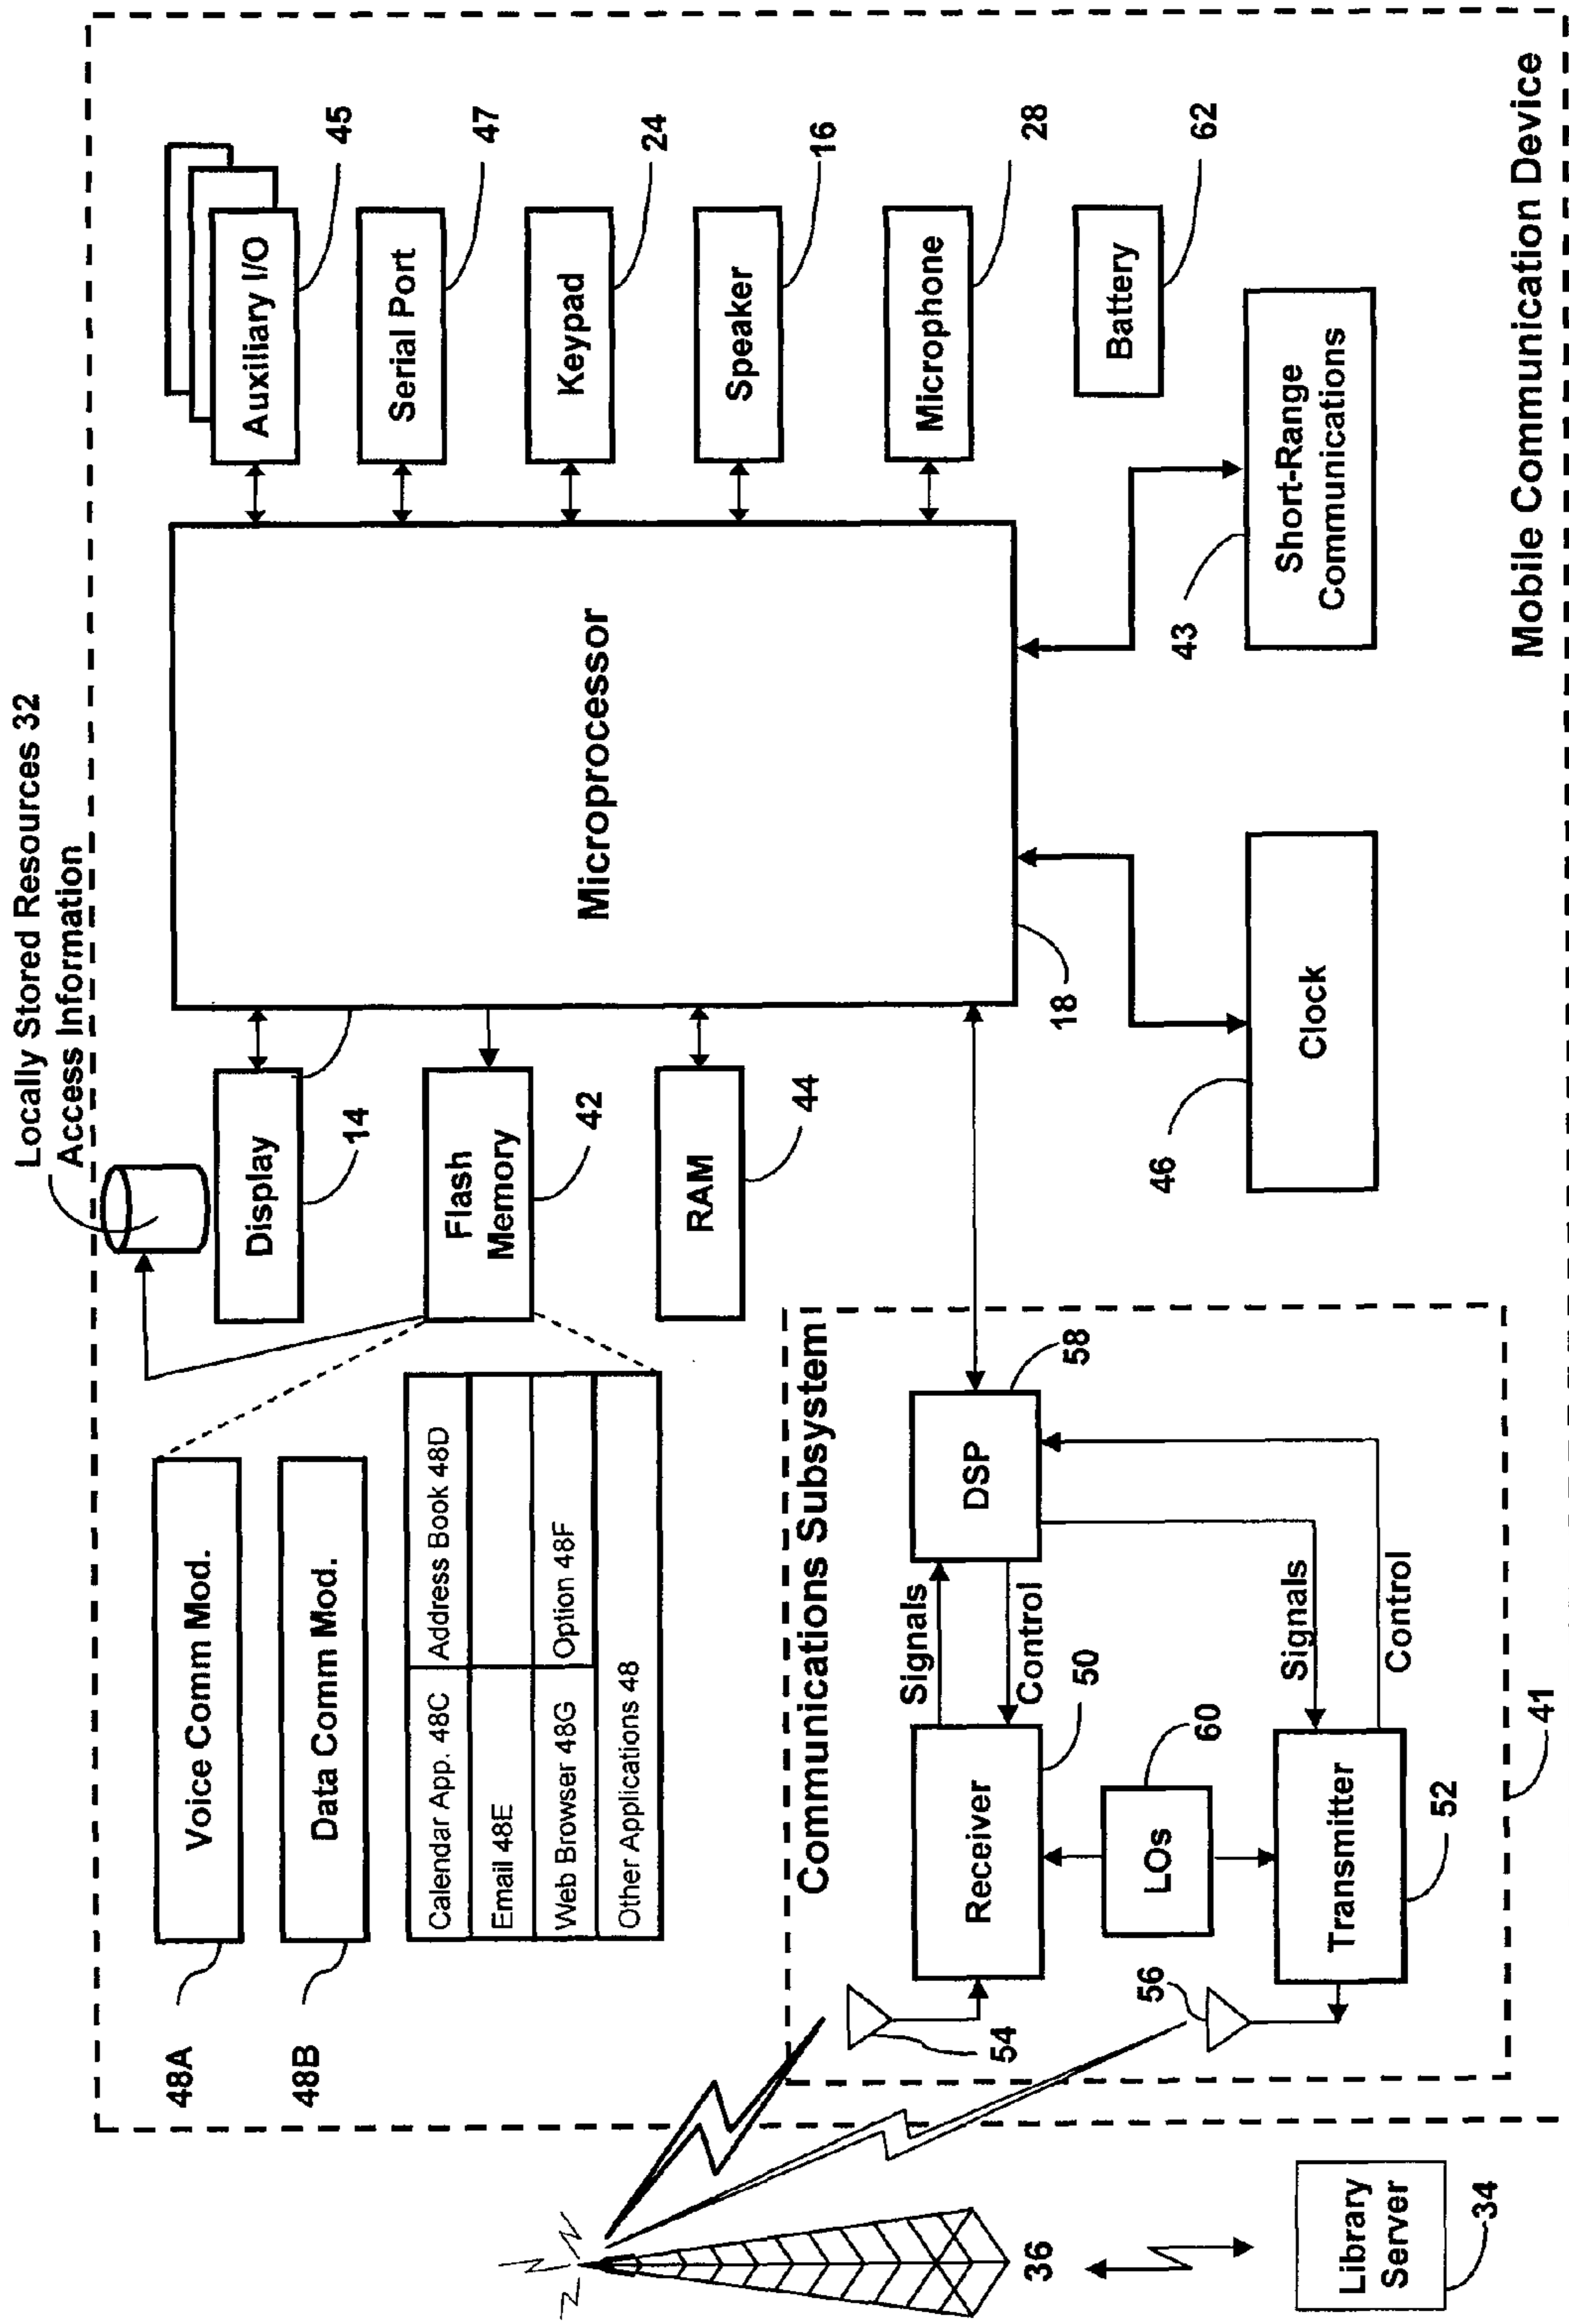 Locally Stored Resources 32
Access Information
48A
Voice Comm Mod.
48B
Data Comm Mod.
Calendar App. 48C
Address Book 48D
Email 48E
Web Browser 48G
Option 48F
Other Applications 48
Display
14
Flash
Memory
42
RAM
44
Microprocessor
18
Auxiliary I/O
45
Serial Port
47
Keypad
24
Speaker
16
Microphone
28
Battery
62
Communications Subsystem
Signals
Control
DSP
58
Receiver
50
54
LOs
60
56
Transmitter
52
Signals
Control
41
Clock
46
Short-Range
Communications
43
Mobile Communication Device
36
Library
Server
34